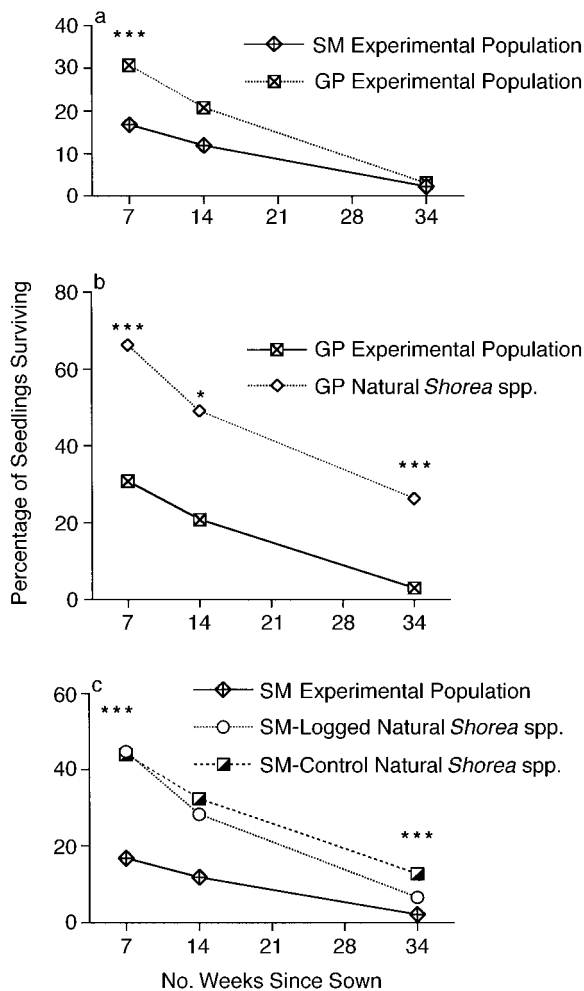 a
***
SM Experimental Population
GP Experimental Population
40
30
20
10
0
7 14 21 28 34
b
80
***
GP Experimental Population
GP Natural Shorea spp.
60
*
***
40
20
0
7 14 21 28 34
Percentage of Seedlings Surviving
c
60
***
SM Experimental Population
SM-Logged Natural Shorea spp.
SM-Control Natural Shorea spp.
40
***
20
0
7 14 21 28 34
No. Weeks Since Sown